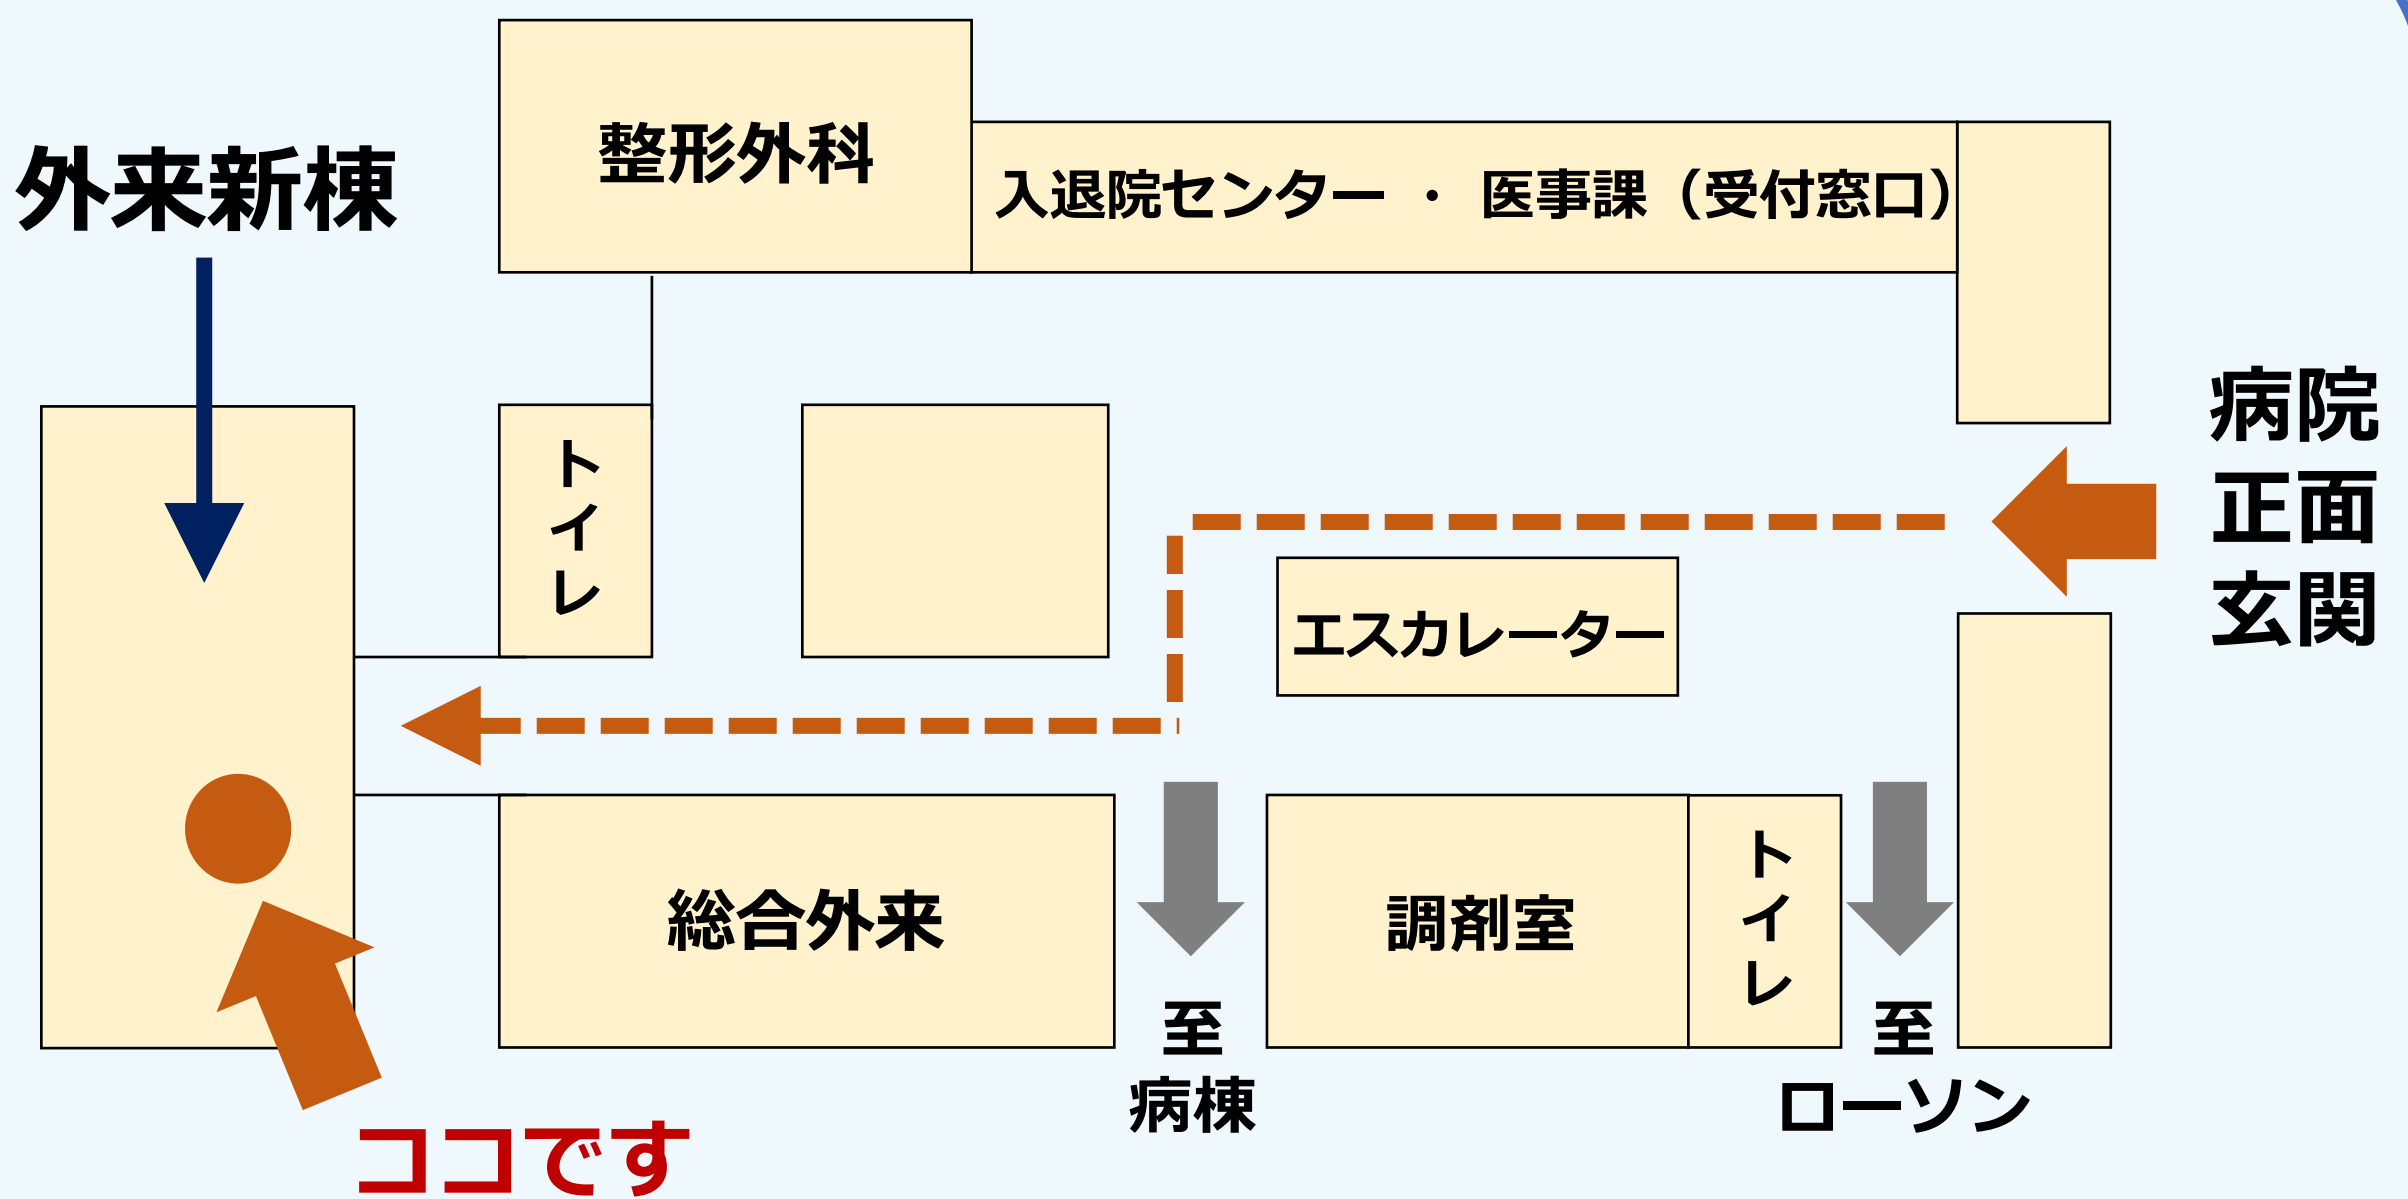 整形外科
外来新棟
入退院センター ・ 医事課（受付窓口）
病院
正面
玄関
トイレ
エスカレーター
総合外来
調剤室
トイレ
至
病棟
至
ローソン
ココです